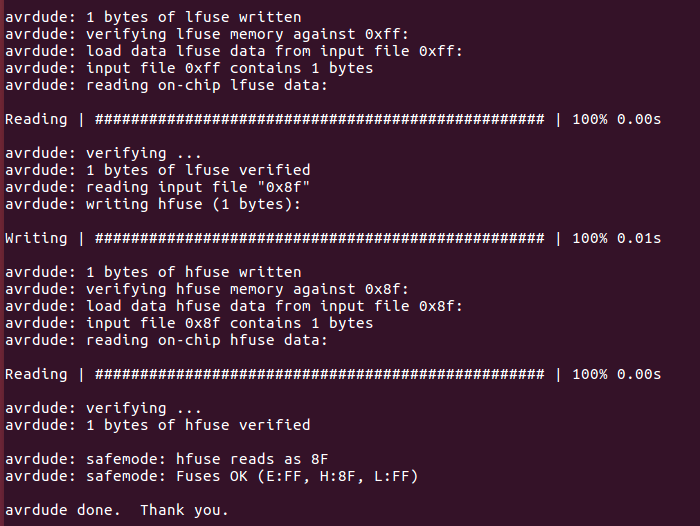 avrdude: 1 bytes of lfuse written
avrdude: verifying lfuse memory against 0xff:
avrdude: load data lfuse data from input file 0xff:
avrdude: input file 0xff contains 1 bytes
avrdude: reading on-chip lfuse data:
Reading | ################################################## | 100% 0.00s
avrdude: verifying ...
avrdude: 1 bytes of lfuse verified
avrdude: reading input file "0x8f"
avrdude: writing hfuse (1 bytes):
Writing | ################################################## | 100% 0.01s
avrdude: 1 bytes of hfuse written
avrdude: verifying hfuse memory against 0x8f:
avrdude: load data hfuse data from input file 0x8f:
avrdude: input file 0x8f contains 1 bytes
avrdude: reading on-chip hfuse data:
Reading | ################################################## | 100% 0.00s
avrdude: verifying ...
avrdude: 1 bytes of hfuse verified
avrdude: safemode: hfuse reads as 8F
avrdude: safemode: Fuses OK (E:FF, H:8F, L:FF)
avrdude done.  Thank you.